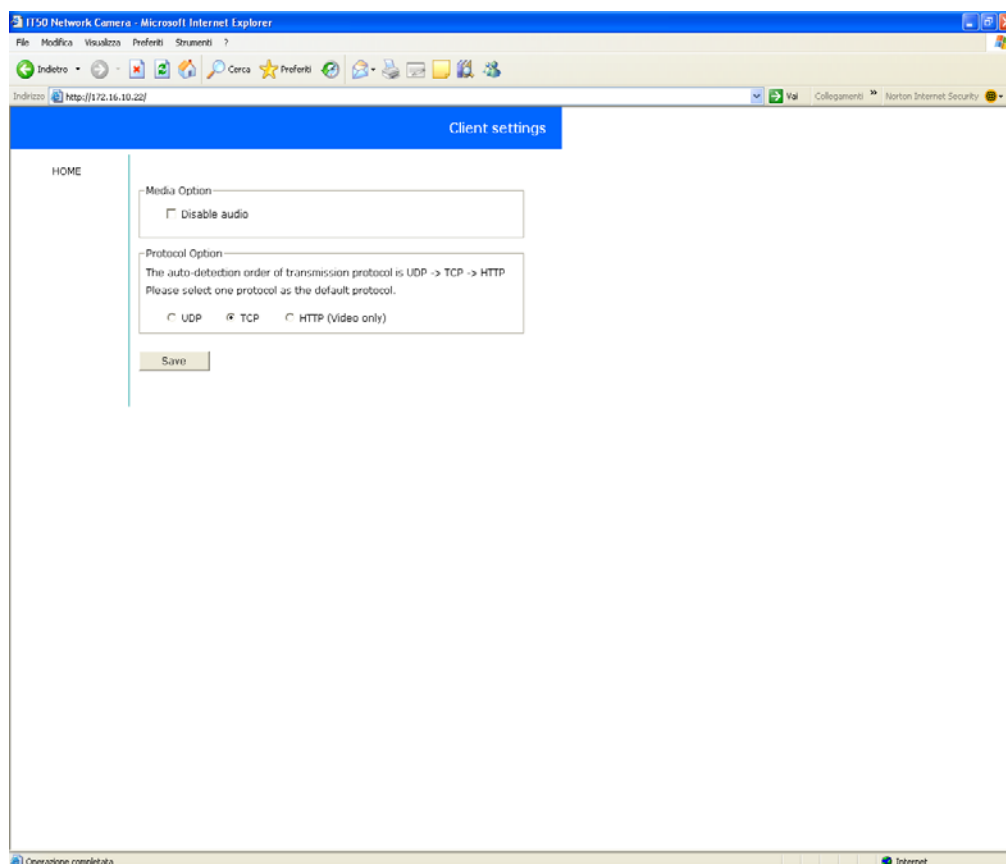 IT50 Network Camera - Microsoft Internet Explorer
File Modifica Visualizza Preferiti Strumenti ?
Indietro Cerca Preferiti
Indirizzo http://172.16.10.22/ Vai Collegamenti » Norton Internet Security
Client settings
HOME
Media Option
Disable audio
Protocol Option
The auto-detection order of transmission protocol is UDP -> TCP -> HTTP
Please select one protocol as the default protocol.
UDP TCP HTTP (Video only)
Save
Operazione completata Internet